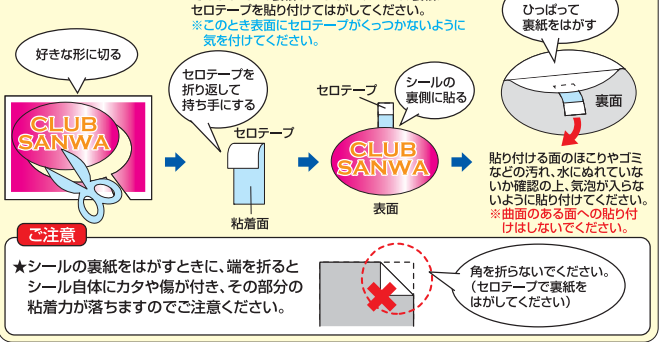 セロテープを貼り付けてはがしてください。
※このとき表面にセロテープがくっつかないように
気を付けてください。
好きな形に切る
CLUB
SANWA
セロテープを
折り返して
持ち手にする
セロテープ
粘着面
セロテープ
シールの
裏側に貼る
CLUB
SANWA
表面
ひっぱって
裏紙をはがす
裏面
貼り付ける面のほこりやゴミ
などの汚れ、水にぬれていな
いか確認の上、気泡が入らな
いように貼り付けてください。
※曲面のある面への貼り付
けはしないでください。
ご注意
★シールの裏紙をはがすときに、端を折ると
シール自体にカタや傷が付き、その部分の
粘着力が落ちますのでご注意ください。
角を折らないでください。
（セロテープで裏紙を
はがしてください）